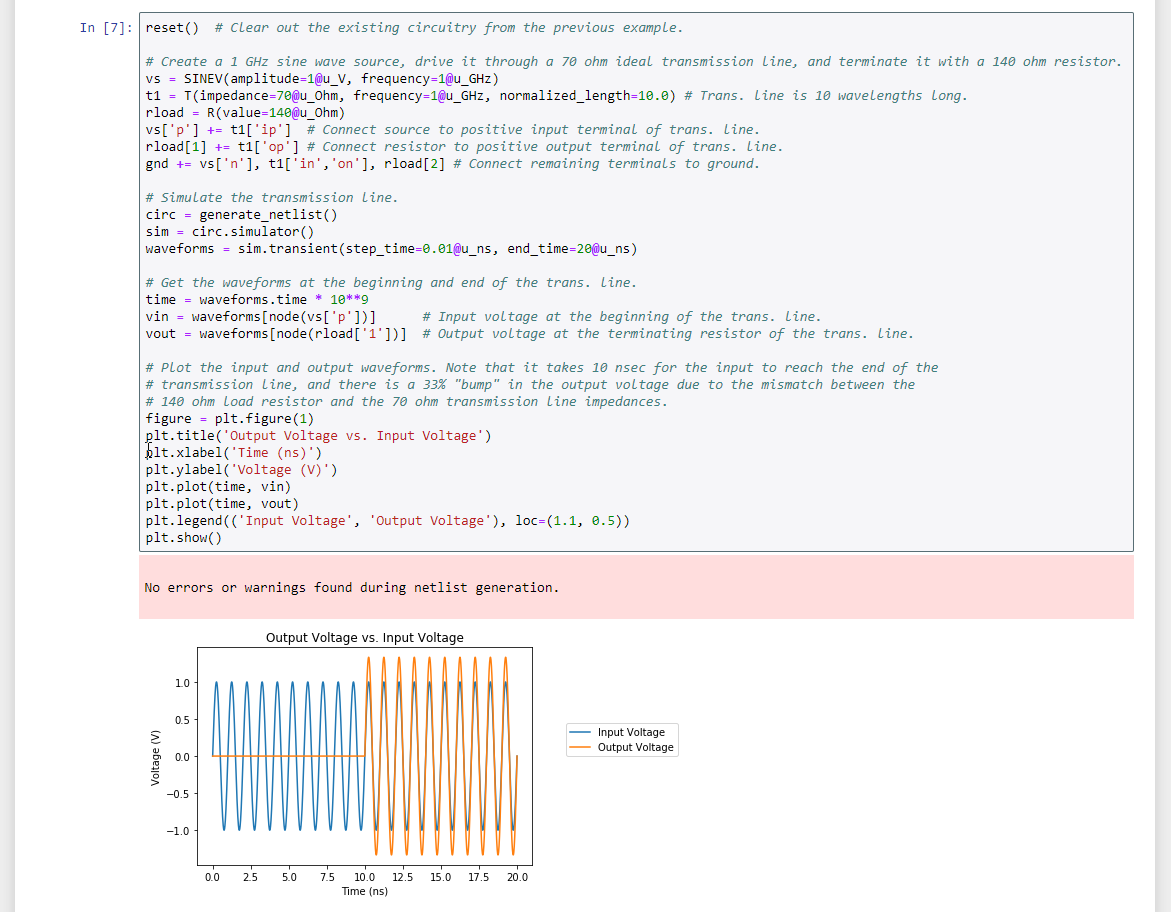 In [7]:
reset()  # Clear out the existing circuitry from the previous example.
# Create a 1 GHz sine wave source, drive it through a 70 ohm ideal transmission line, and terminate it with a 140 ohm resistor.
vs = SINEV(amplitude=1@u_V, frequency=1@u_GHz)
t1 = T(impedance=70@u_Ohm, frequency=1@u_GHz, normalized_length=10.0) # Trans. line is 10 wavelengths long.
rload = R(value=140@u_Ohm)
vs['p'] += t1['ip']  # Connect source to positive input terminal of trans. line.
rload[1] += t1['op'] # Connect resistor to positive output terminal of trans. line.
gnd += vs['n'], t1['in','on'], rload[2] # Connect remaining terminals to ground.
# Simulate the transmission line.
circ = generate_netlist()
sim = circ.simulator()
waveforms = sim.transient(step_time=0.01@u_ns, end_time=20@u_ns)
# Get the waveforms at the beginning and end of the trans. line.
time = waveforms.time * 10**9
vin = waveforms[node(vs['p'])]      # Input voltage at the beginning of the trans. line.
vout = waveforms[node(rload['1'])]  # Output voltage at the terminating resistor of the trans. line.
# Plot the input and output waveforms. Note that it takes 10 nsec for the input to reach the end of the
# transmission line, and there is a 33% "bump" in the output voltage due to the mismatch between the
# 140 ohm load resistor and the 70 ohm transmission line impedances.
figure = plt.figure(1)
plt.title('Output Voltage vs. Input Voltage')
plt.xlabel('Time (ns)')
plt.ylabel('Voltage (V)')
plt.plot(time, vin)
plt.plot(time, vout)
plt.legend(('Input Voltage', 'Output Voltage'), loc=(1.1, 0.5))
plt.show()
No errors or warnings found during netlist generation.
Output Voltage vs. Input Voltage
1.0
0.5
0.0
−0.5
−1.0
Voltage (V)
0.0 2.5 5.0 7.5 10.0 12.5 15.0 17.5 20.0
Time (ns)
Input Voltage
Output Voltage